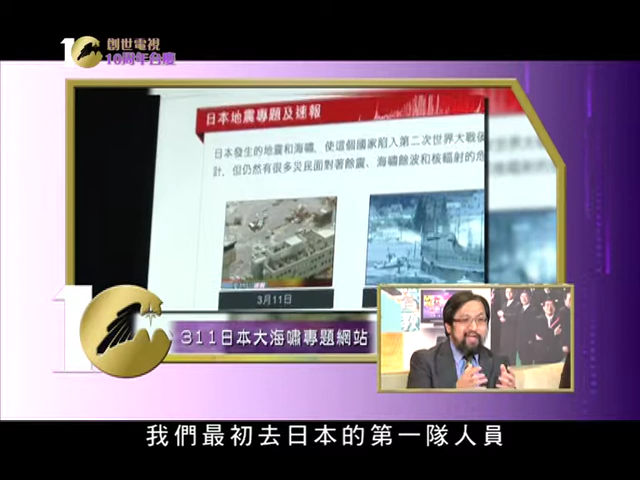 創世電視
10周年台慶
日本地震專題及速報
日本發生的地震和海嘯,使這個國家陷入第二次世界大戰後
計,但仍然有很多災民面對著餘震、海嘯餘波和核輻射的危
3月11日
10
311日本大海嘯專題網站
我們最初去日本的第一隊人員